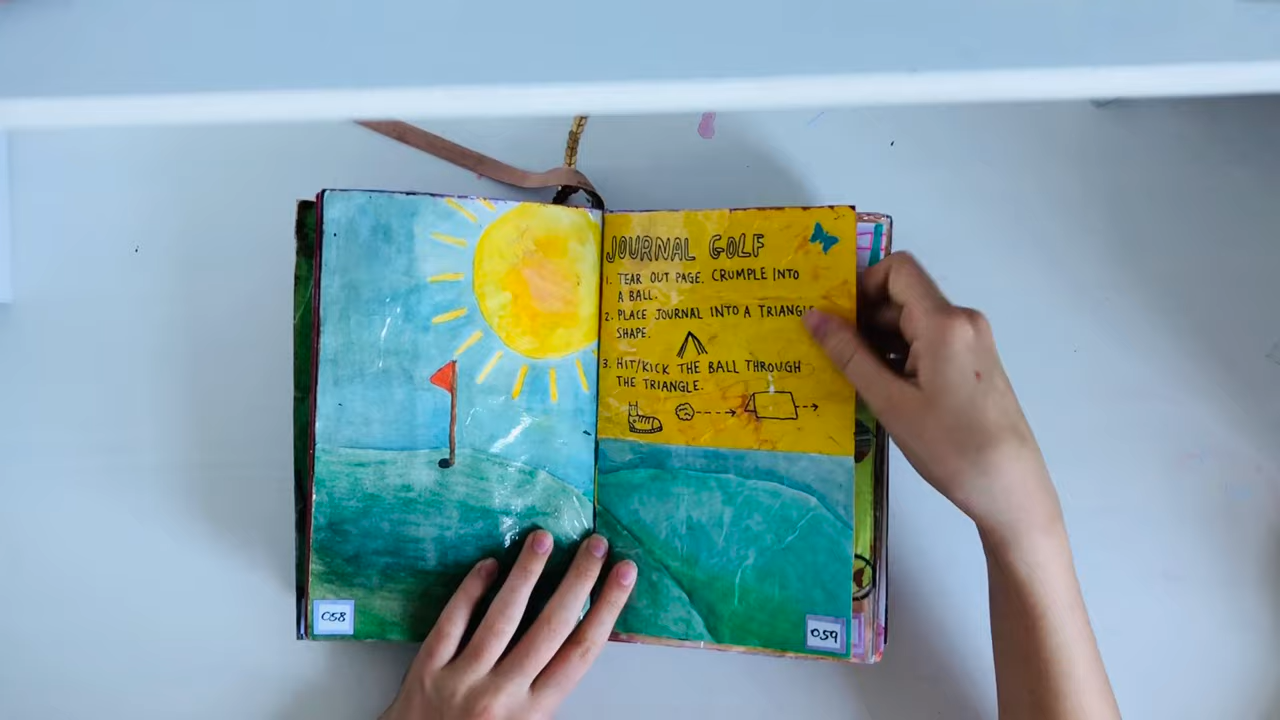 JOURNAL GOLF
1. TEAR OUT PAGE. CRUMPLE INTO
A BALL.
2. PLACE JOURNAL INTO A TRIANGLE
SHAPE.
3. HIT/KICK THE BALL THROUGH
THE TRIANGLE.
058
059